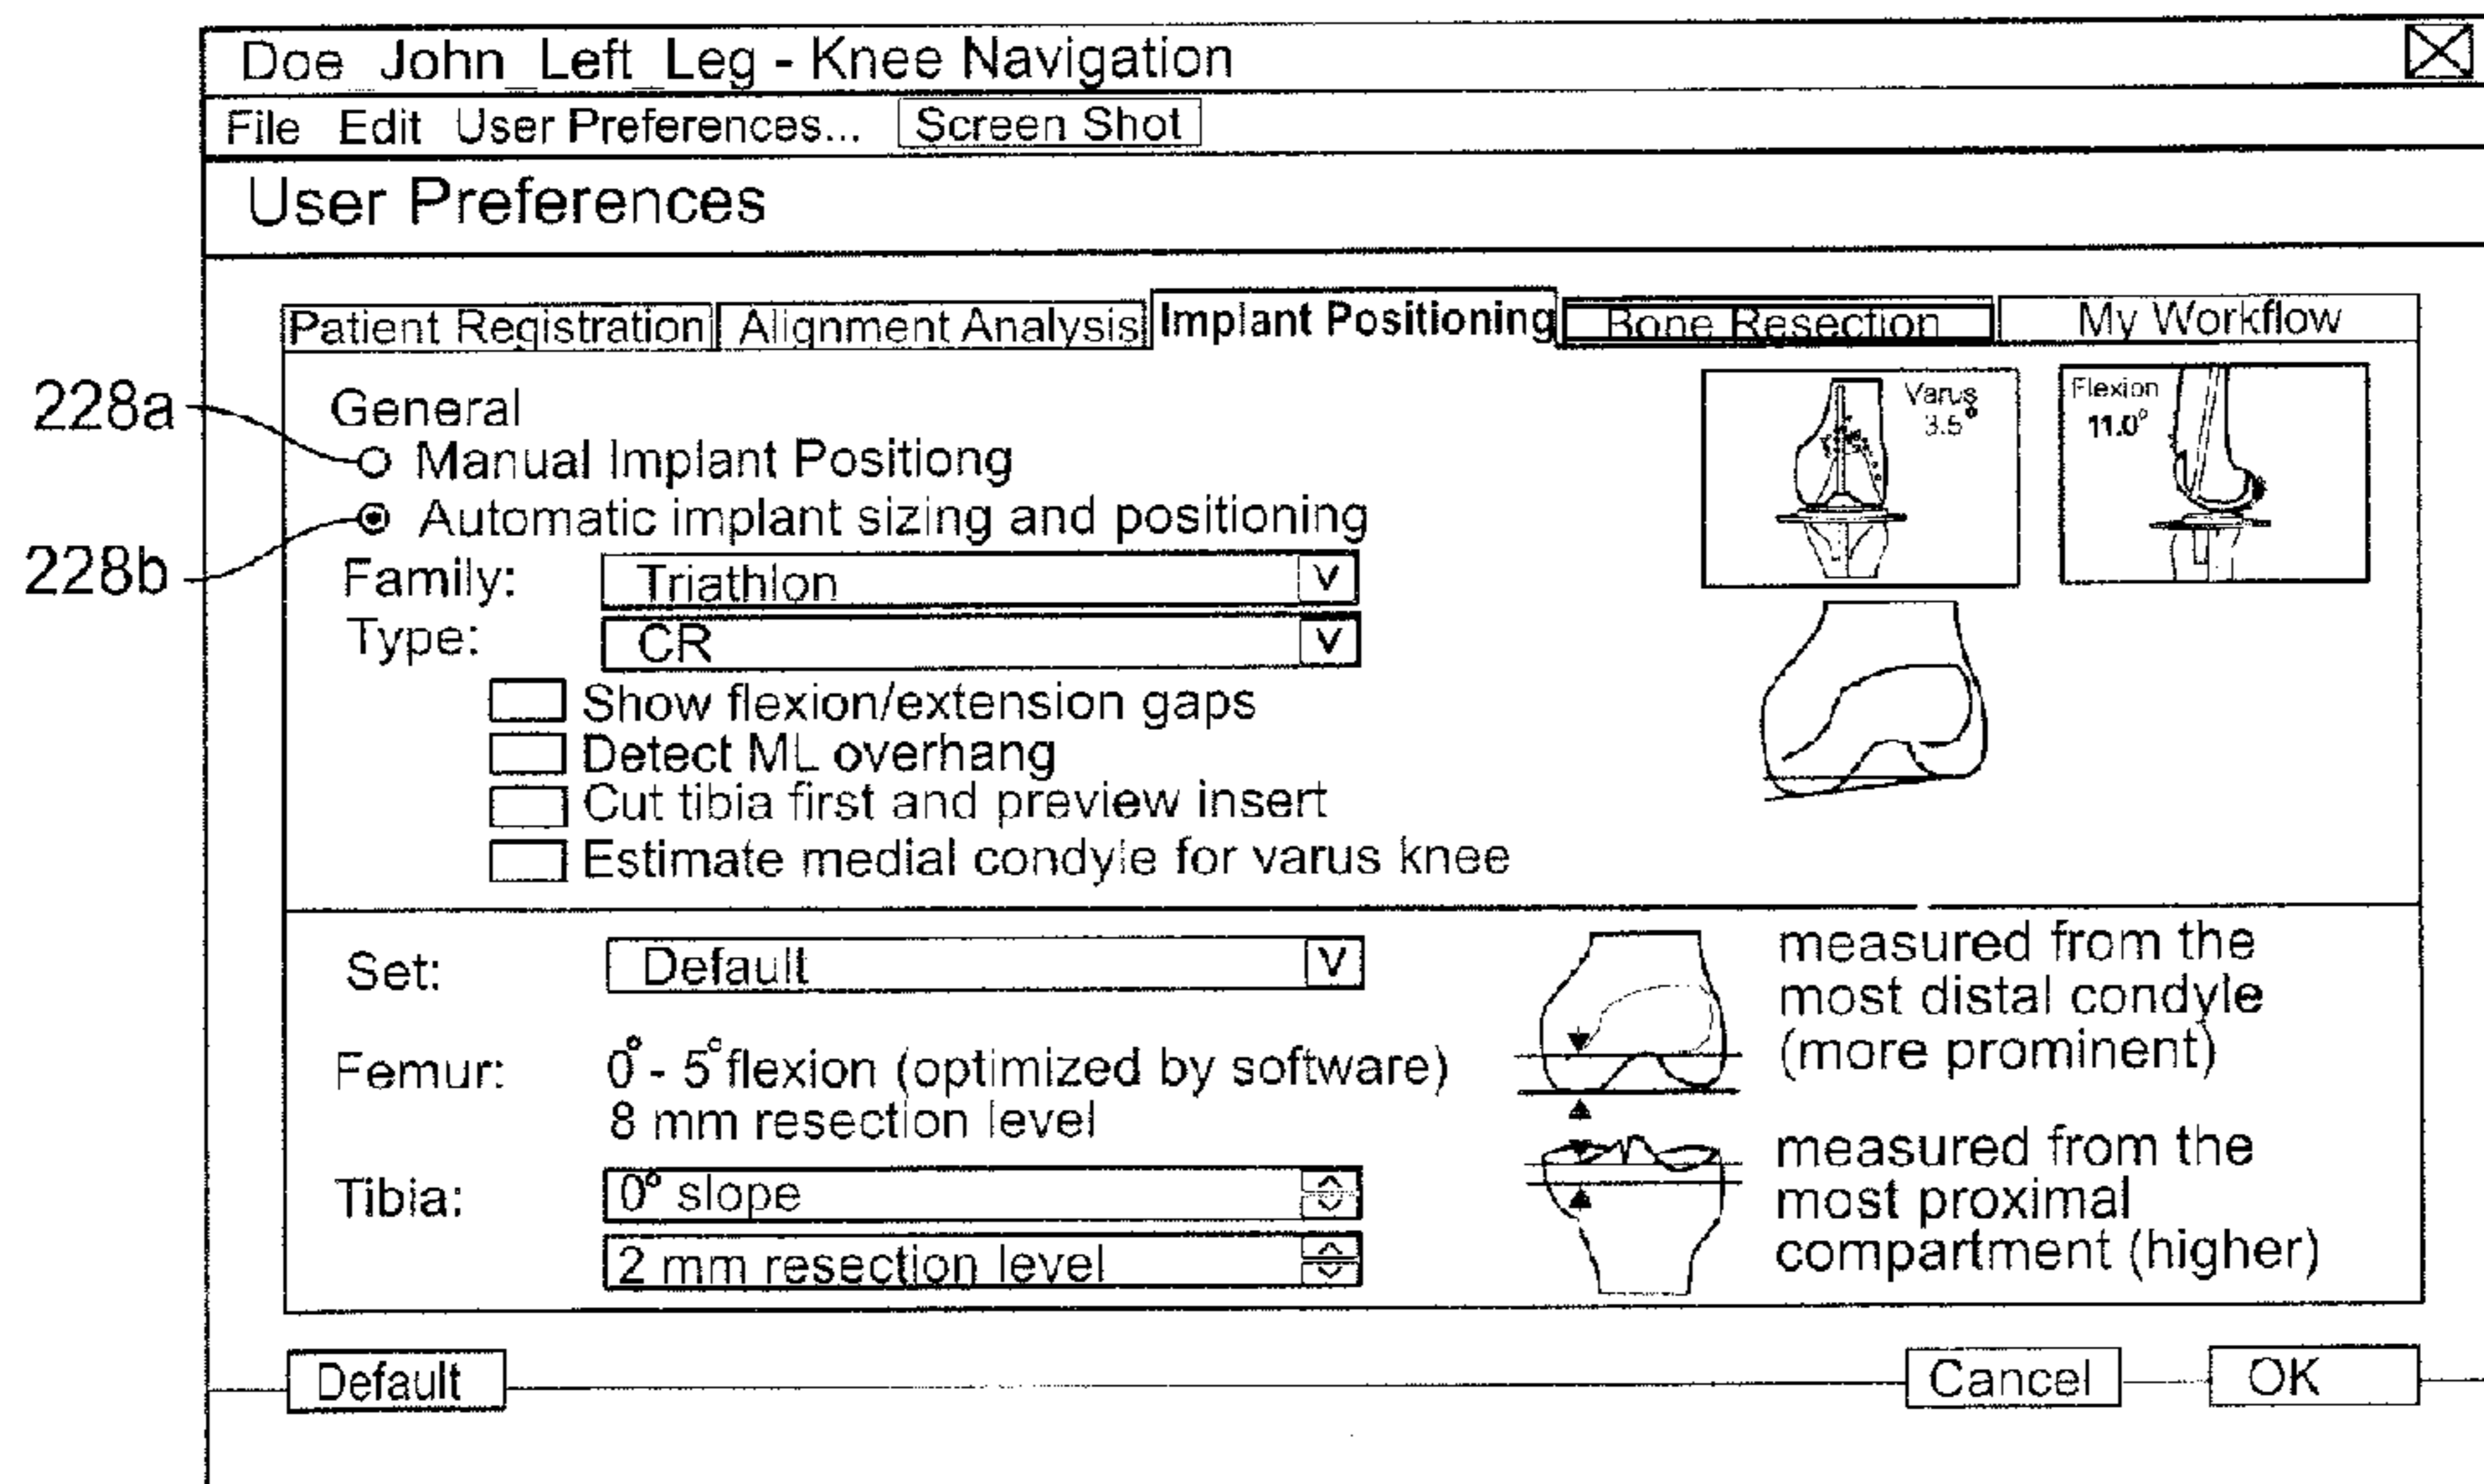 Doe_John_Left_Leg - Knee Navigation
File Edit User Preferences... Screen Shot
User Preferences
Patient Registration Alignment Analysis Implant Positioning Bone Resection My Workflow
228a
General
Manual Implant Positiong
Automatic implant sizing and positioning
228b
Family: Triathlon V
Type: CR V
Show flexion/extension gaps
Detect ML overhang
Cut tibia first and preview insert
Estimate medial condyle for varus knee
Varus
3.5°
Flexion
11.0°
Set: Default V
Femur: 0° - 5° flexion (optimized by software)
8 mm resection level
measured from the
most distal condyle
(more prominent)
Tibia: 0° slope
2 mm resection level
measured from the
most proximal
compartment (higher)
Default Cancel OK